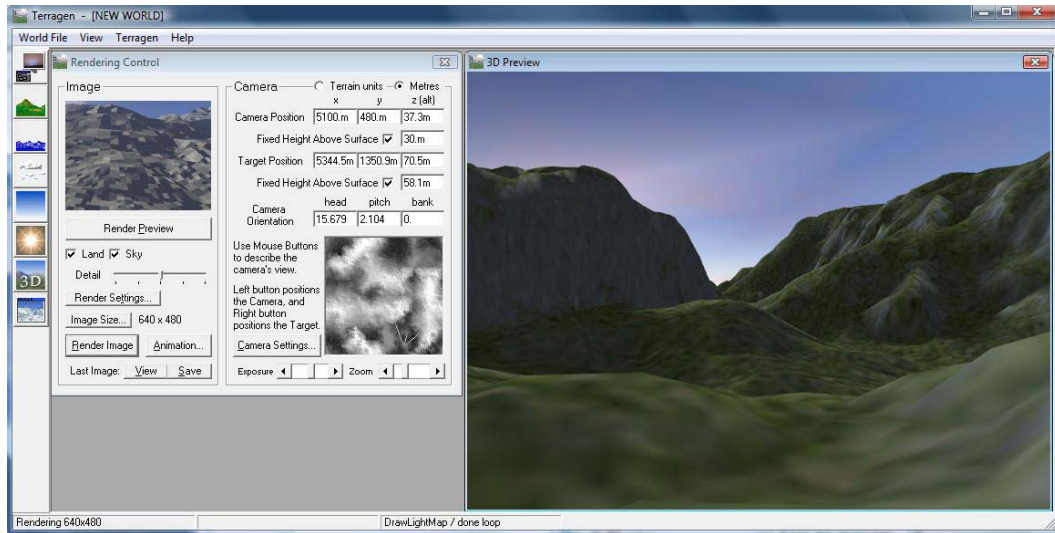 Terragen - [NEW WORLD]
World File View Terragen Help
Rendering Control
Image
Render Preview
Land Sky
Detail
Render Settings...
Image Size... 640 x 480
Render Image Animation...
Last Image: View Save
Camera Terrain units Metres
x y z (alt)
Camera Position 5100.m 480.m 37.3m
Fixed Height Above Surface 30.m
Target Position 5344.5m 1350.9m 70.5m
Fixed Height Above Surface 58.1m
head pitch bank
Camera Orientation 15.679 2.104 0.
Use Mouse Buttons
to describe the
camera's view.
Left button positions
the Camera, and
Right button
positions the Target.
Camera Settings...
Exposure Zoom
3D Preview
3D
Rendering 640x480
DrawLightMap / done loop